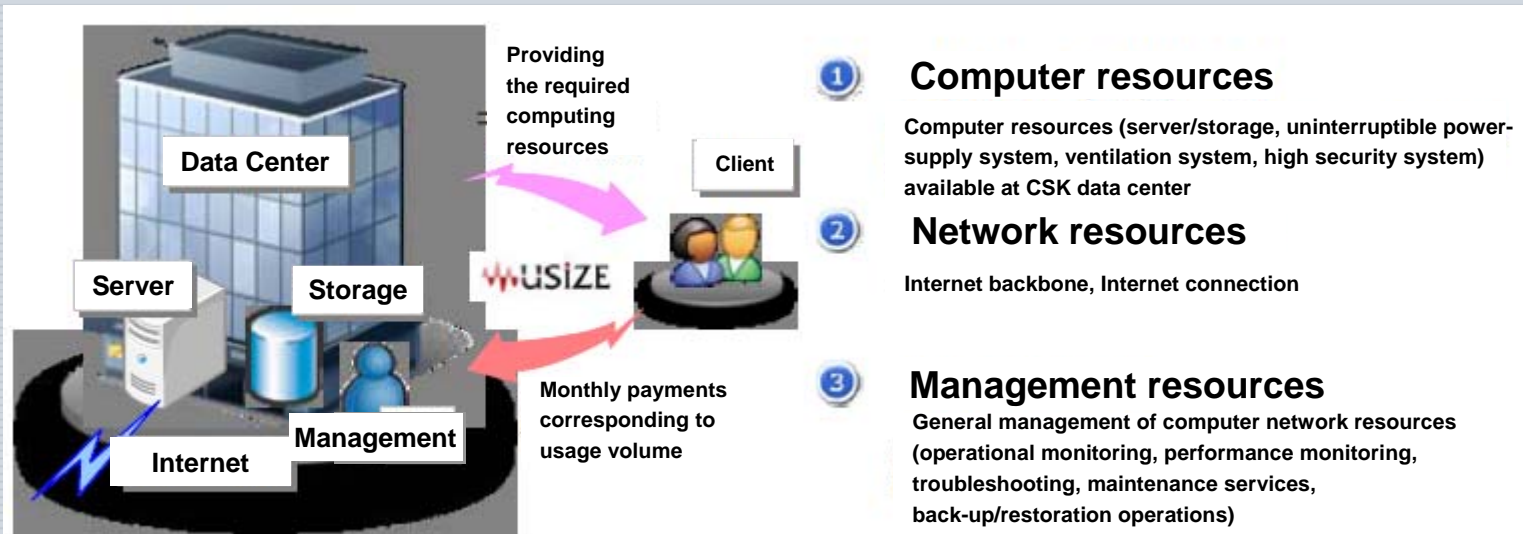 Data Center
Server
Storage
Management
Internet
Providing
the required
computing
resources
Client
USiZE
Monthly payments
corresponding to
usage volume
1
Computer resources
Computer resources (server/storage, uninterruptible power-
supply system, ventilation system, high security system)
available at CSK data center
2
Network resources
Internet backbone, Internet connection
3
Management resources
General management of computer network resources
(operational monitoring, performance monitoring,
troubleshooting, maintenance services,
back-up/restoration operations)